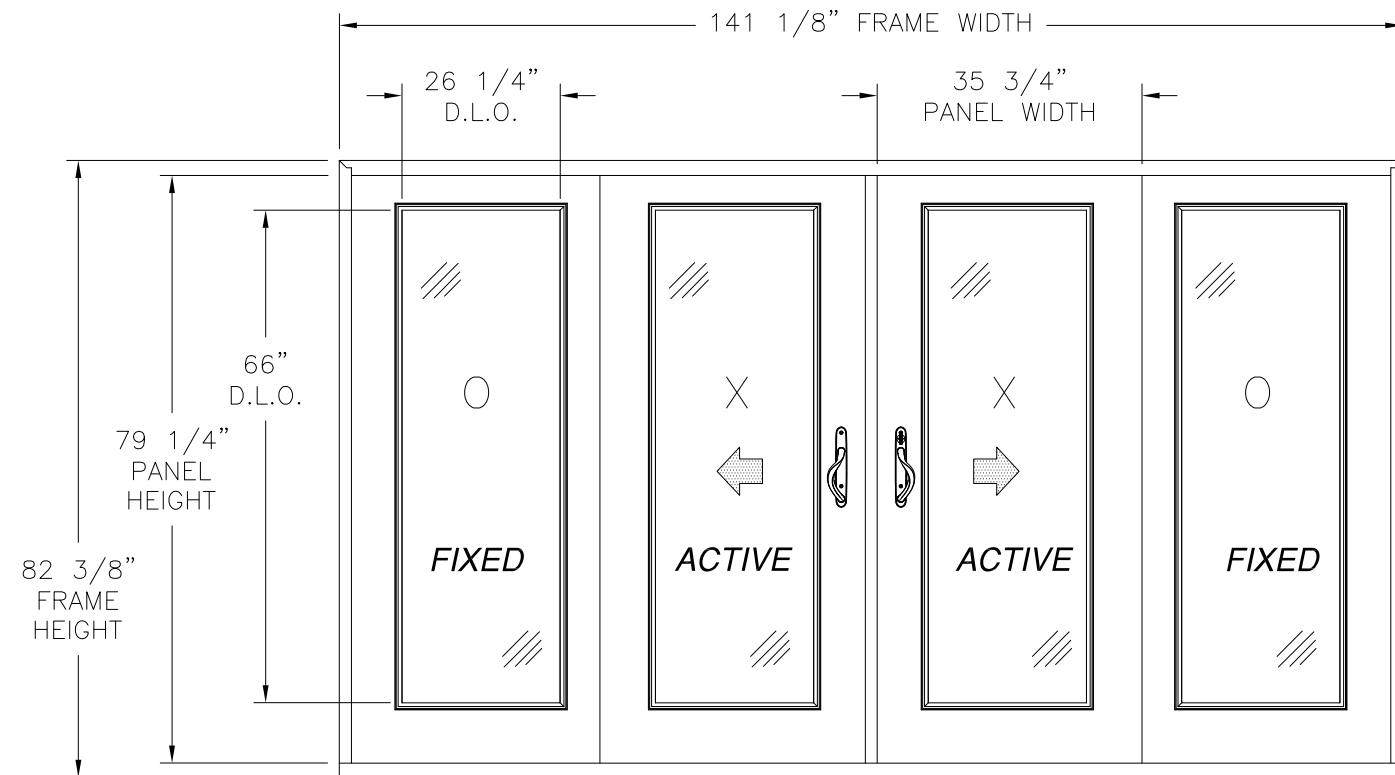 141 1/8” FRAME WIDTH
26 1/4”
D.L.O.
35 3/4”
PANEL WIDTH
66”
D.L.O.
79 1/4”
PANEL
HEIGHT
82 3/8”
FRAME
HEIGHT
O
X
X
O
FIXED
ACTIVE
ACTIVE
FIXED